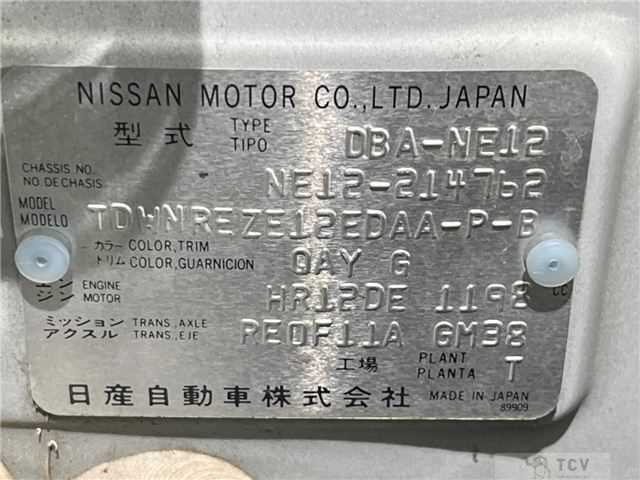 NISSAN MOTOR CO.,LTD. JAPAN
型式 TYPE TIPO DBA-NE12
CHASSIS NO. NO.DE CHASIS NE12-214762
MODEL MODELO TDWNREZE12EDAA-P-B
カラー COLOR,TRIM
トリム COLOR,GUARNICION QAY G
エンジン ENGINE MOTOR HR12DE 1198 CC
ミッション TRANS.,AXLE
アクスル TRANS.,EJE RE0F11A GM38
工場 PLANT PLANTA T
日産自動車株式会社 MADE IN JAPAN
89909
TCV